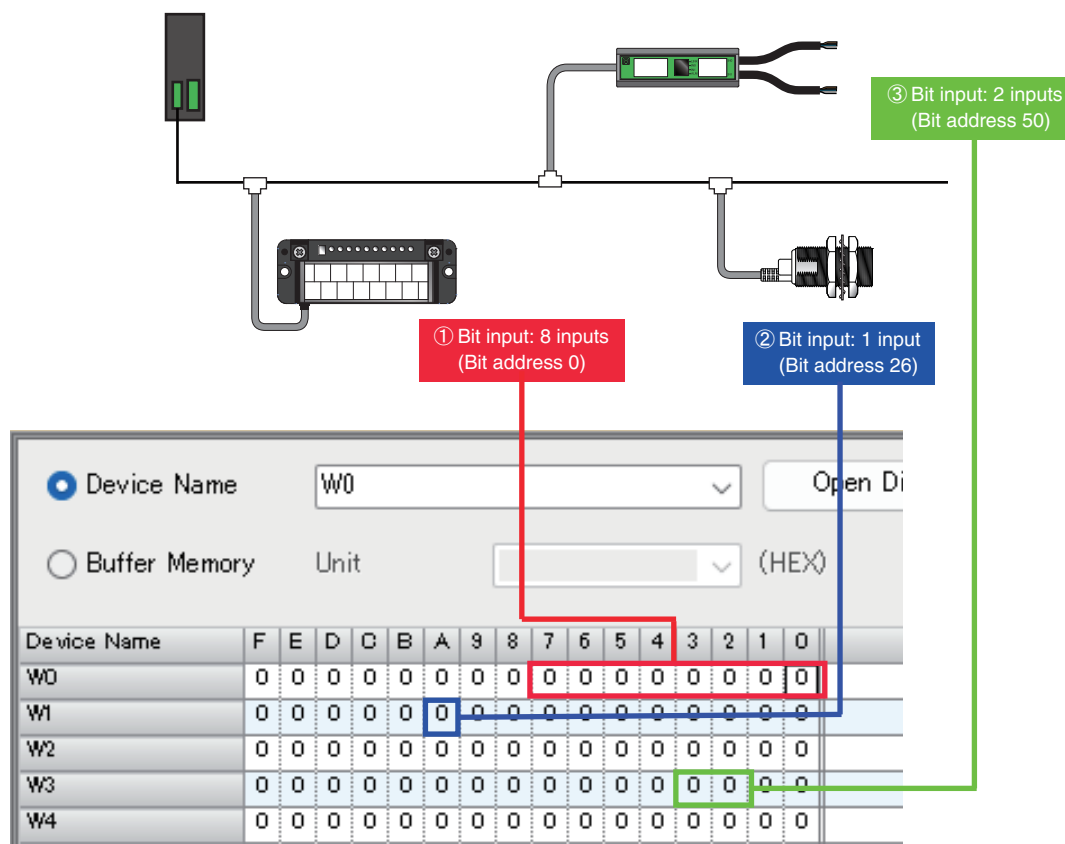 ③ Bit input: 2 inputs
(Bit address 50)
① Bit input: 8 inputs
(Bit address 0)
② Bit input: 1 input
(Bit address 26)
Device Name W0 Open Di
Buffer Memory Unit (HEX)
Device Name F E D C B A 9 8 7 6 5 4 3 2 1 0
W0 0 0 0 0 0 0 0 0 0 0 0 0 0 0 0 0
W1 0 0 0 0 0 0 0 0 0 0 0 0 0 0 0 0
W2 0 0 0 0 0 0 0 0 0 0 0 0 0 0 0 0
W3 0 0 0 0 0 0 0 0 0 0 0 0 0 0 0 0
W4 0 0 0 0 0 0 0 0 0 0 0 0 0 0 0 0